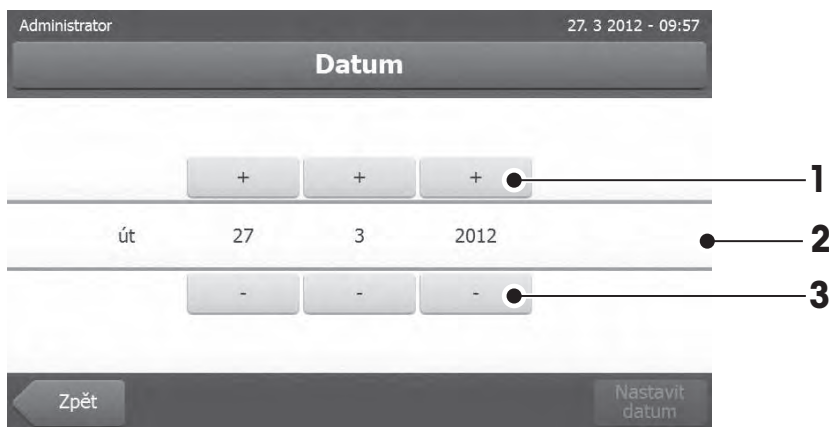 Administrator 27. 3 2012 - 09:57
Datum
+ + + 1
út 27 3 2012 2
- - - 3
Zpět Nastavit
datum